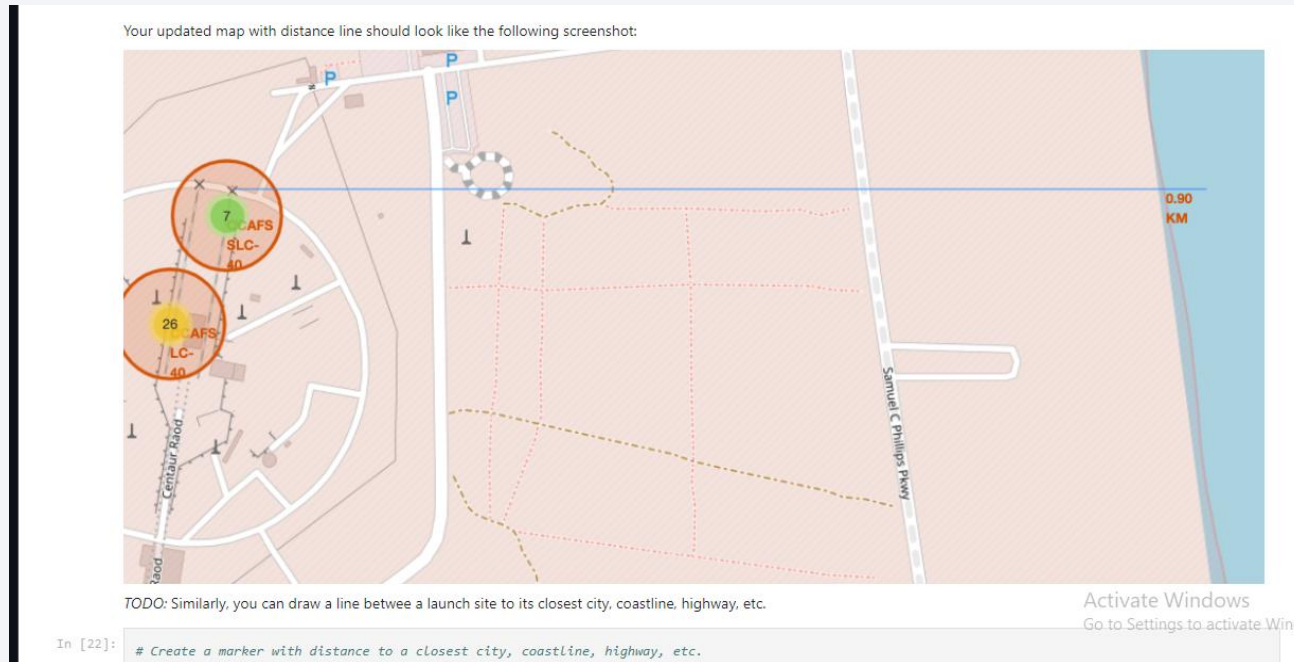 Your updated map with distance line should look like the following screenshot:
P
P
P
7
CCAFS
SLC-
40
0.90
KM
26
CCAFS
LC-
40
Samuel C Phillips Pkwy
Centaur Raod
Raod
TODO: Similarly, you can draw a line betwee a launch site to its closest city, coastline, highway, etc.
Activate Windows
Go to Settings to activate Win
In [22]:
# Create a marker with distance to a closest city, coastline, highway, etc.